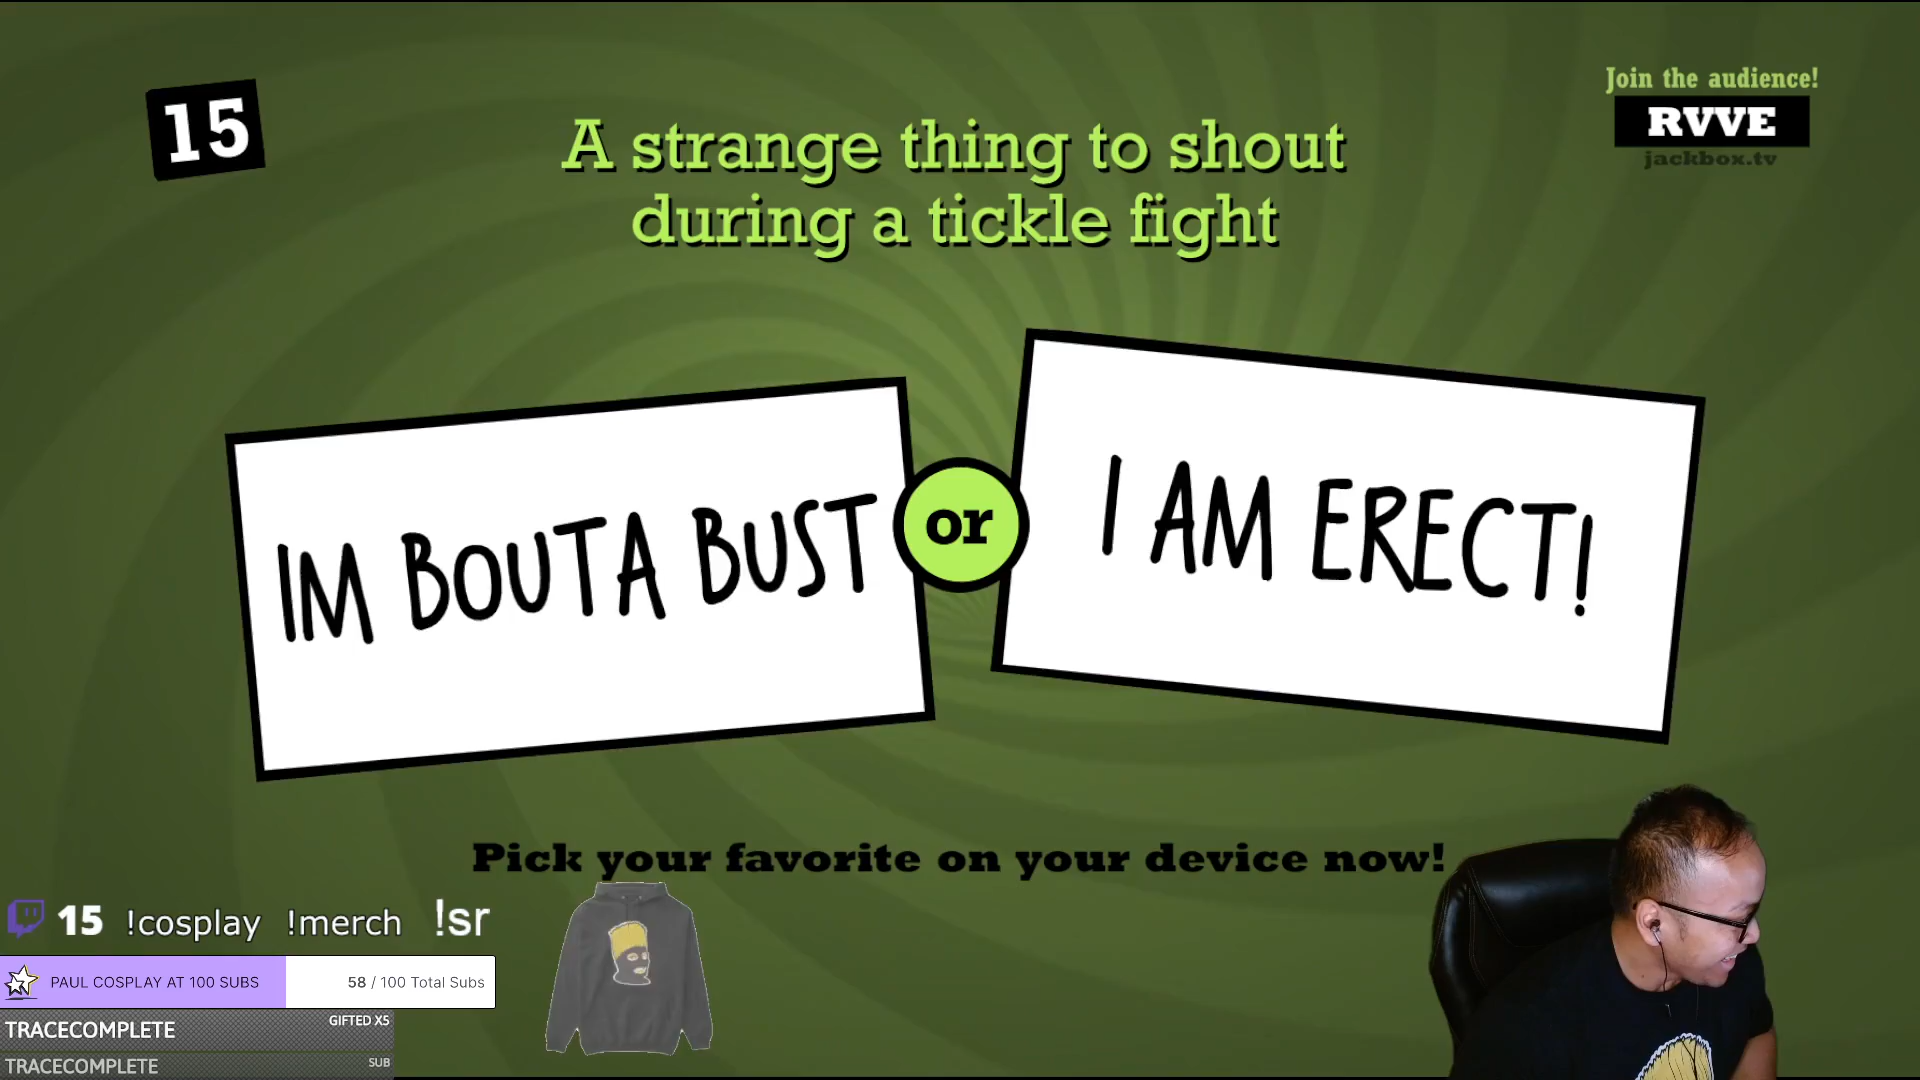 15
Join the audience!
RVVE
jackbox.tv
A strange thing to shout
during a tickle fight
IM BOUTA BUST
or
I AM ERECT!
Pick your favorite on your device now!
15 !cosplay !merch !sr
PAUL COSPLAY AT 100 SUBS 58 / 100 Total Subs
TRACECOMPLETE GIFTED X5
TRACECOMPLETE SUB